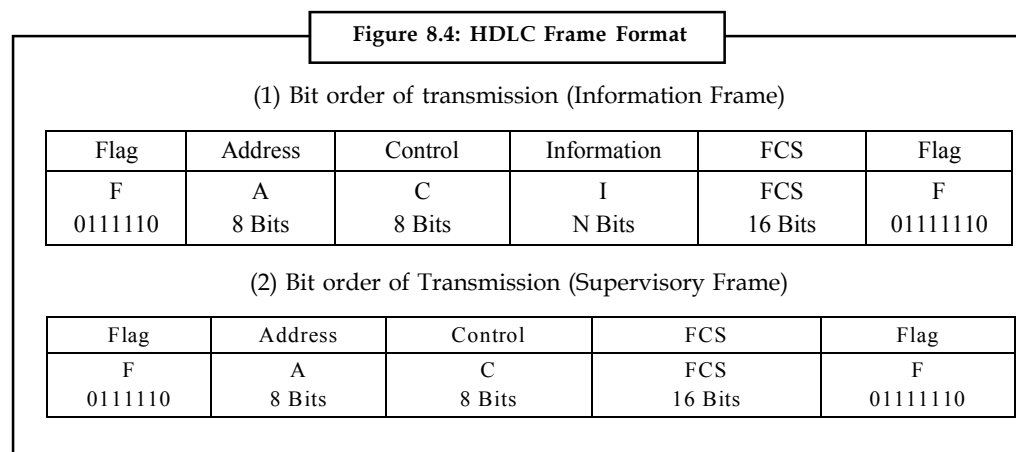 Figure 8.4: HDLC Frame Format
(1) Bit order of transmission (Information Frame)
Flag Address Control Information FCS Flag
F A C I FCS F
0111110 8 Bits 8 Bits N Bits 16 Bits 01111110
(2) Bit order of Transmission (Supervisory Frame)
Flag Address Control FCS Flag
F A C FCS F
0111110 8 Bits 8 Bits 16 Bits 01111110